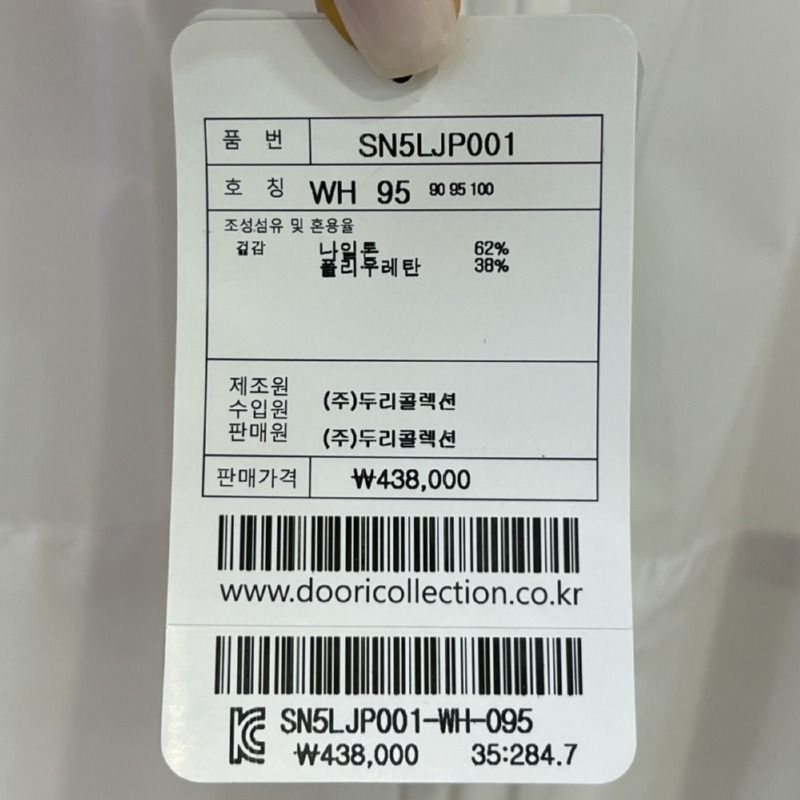 품 번 SN5LJP001
호 칭 WH 95 90 95 100
조성섬유 및 혼용율
겉감 나일론 62%
폴리우레탄 38%
제조원 (주)두리콜렉션
수입원
판매원 (주)두리콜렉션
판매가격 ₩438,000
www.dooricollection.co.kr
SN5LJP001-WH-095
₩438,000 35:284.7